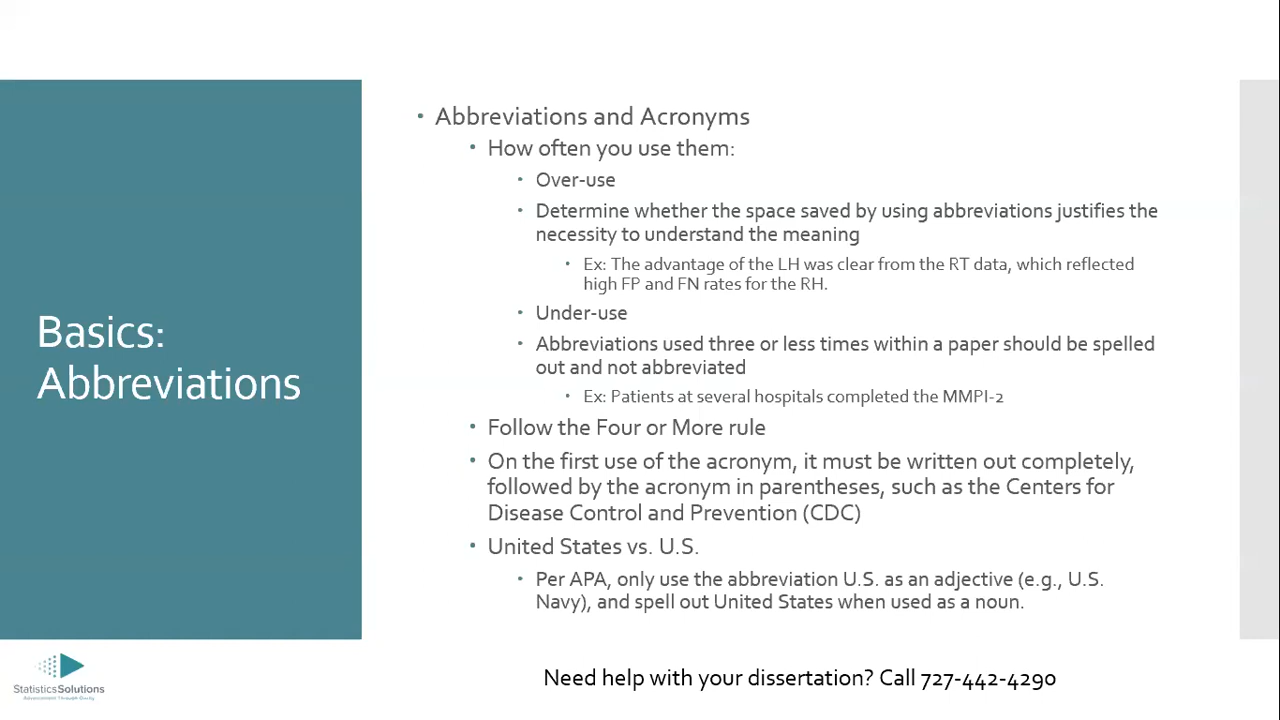 Basics:
Abbreviations
• Abbreviations and Acronyms
• How often you use them:
• Over-use
• Determine whether the space saved by using abbreviations justifies the
necessity to understand the meaning
• Ex: The advantage of the LH was clear from the RT data, which reflected
high FP and FN rates for the RH.
• Under-use
• Abbreviations used three or less times within a paper should be spelled
out and not abbreviated
• Ex: Patients at several hospitals completed the MMPI-2
• Follow the Four or More rule
• On the first use of the acronym, it must be written out completely,
followed by the acronym in parentheses, such as the Centers for
Disease Control and Prevention (CDC)
• United States vs. U.S.
• Per APA, only use the abbreviation U.S. as an adjective (e.g., U.S.
Navy), and spell out United States when used as a noun.
StatisticsSolutions
Advancement Through Clarity
Need help with your dissertation? Call 727-442-4290